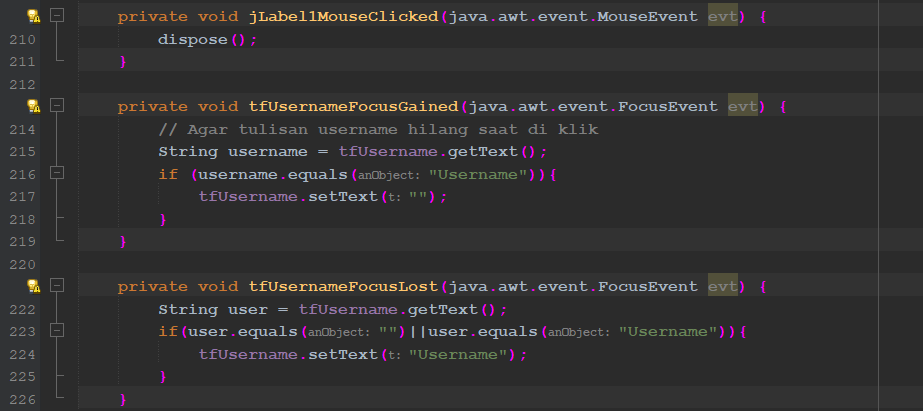 private void jLabel1MouseClicked(java.awt.event.MouseEvent evt) {
210 dispose();
211 }
212
private void tfUsernameFocusGained(java.awt.event.FocusEvent evt) {
214 // Agar tulisan username hilang saat di klik
215 String username = tfUsername.getText();
216 if (username.equals(anObject: "Username")){
217 tfUsername.setText(t: "");
218 }
219 }
220
private void tfUsernameFocusLost(java.awt.event.FocusEvent evt) {
222 String user = tfUsername.getText();
223 if(user.equals(anObject: "")||user.equals(anObject: "Username")){
224 tfUsername.setText(t: "Username");
225 }
226 }